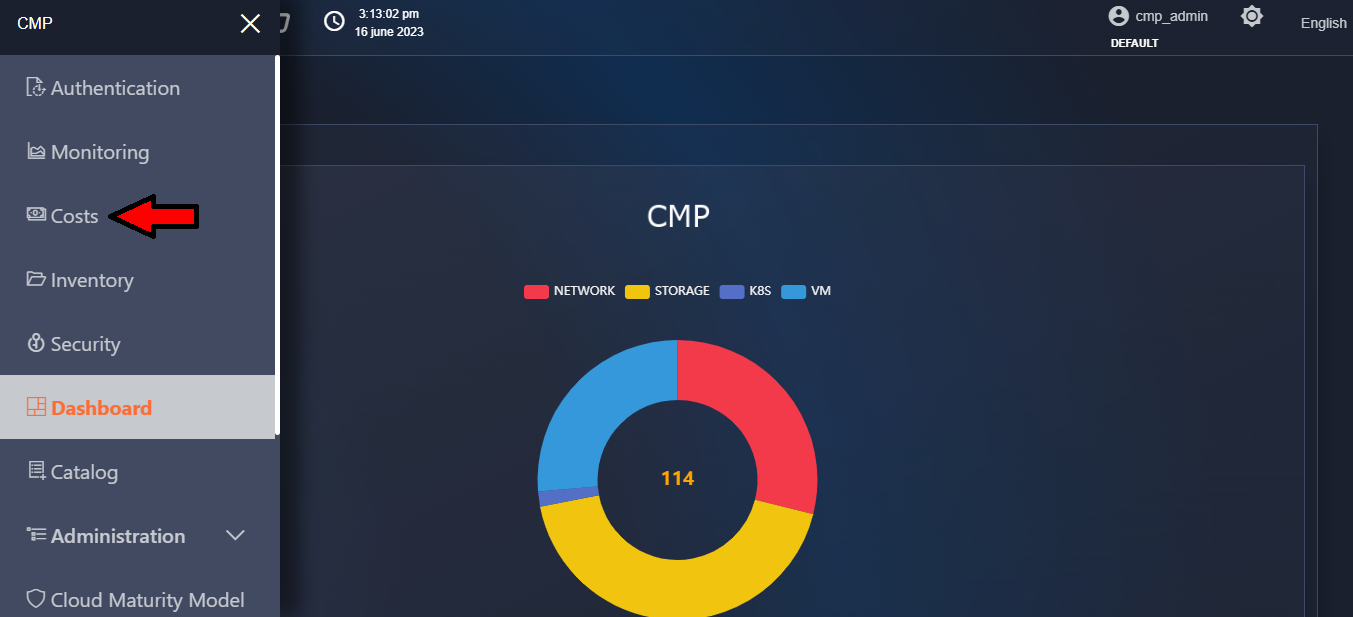 CMP
3:13:02 pm
16 june 2023
cmp_admin
DEFAULT
English
Authentication
Monitoring
Costs
Inventory
Security
Dashboard
Catalog
Administration
Cloud Maturity Model
CMP
NETWORK STORAGE K8S VM
114